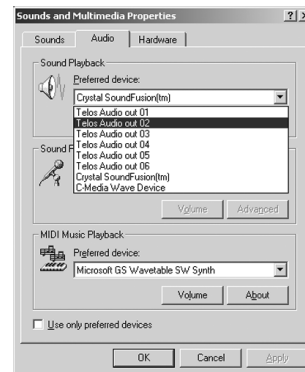 Sounds and Multimedia Properties
Sounds Audio Hardware
Sound Playback
Preferred device:
Crystal SoundFusion(tm)
Telos Audio out 01
Telos Audio out 02
Telos Audio out 03
Telos Audio out 04
Telos Audio out 05
Telos Audio out 06
Crystal SoundFusion(tm)
C-Media Wave Device
Volume Advanced
MIDI Music Playback
Preferred device:
Microsoft GS Wavetable SW Synth
Volume About
Use only preferred devices
OK Cancel Apply